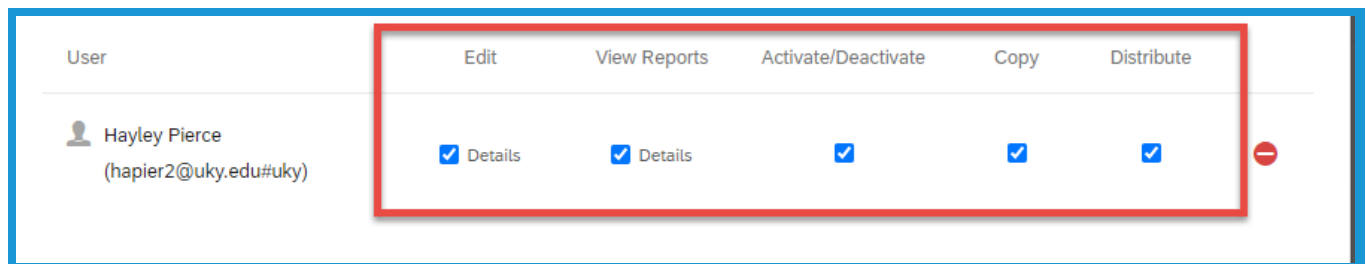 User Edit View Reports Activate/Deactivate Copy Distribute
Hayley Pierce
(hapier2@uky.edu#uky)
Details Details